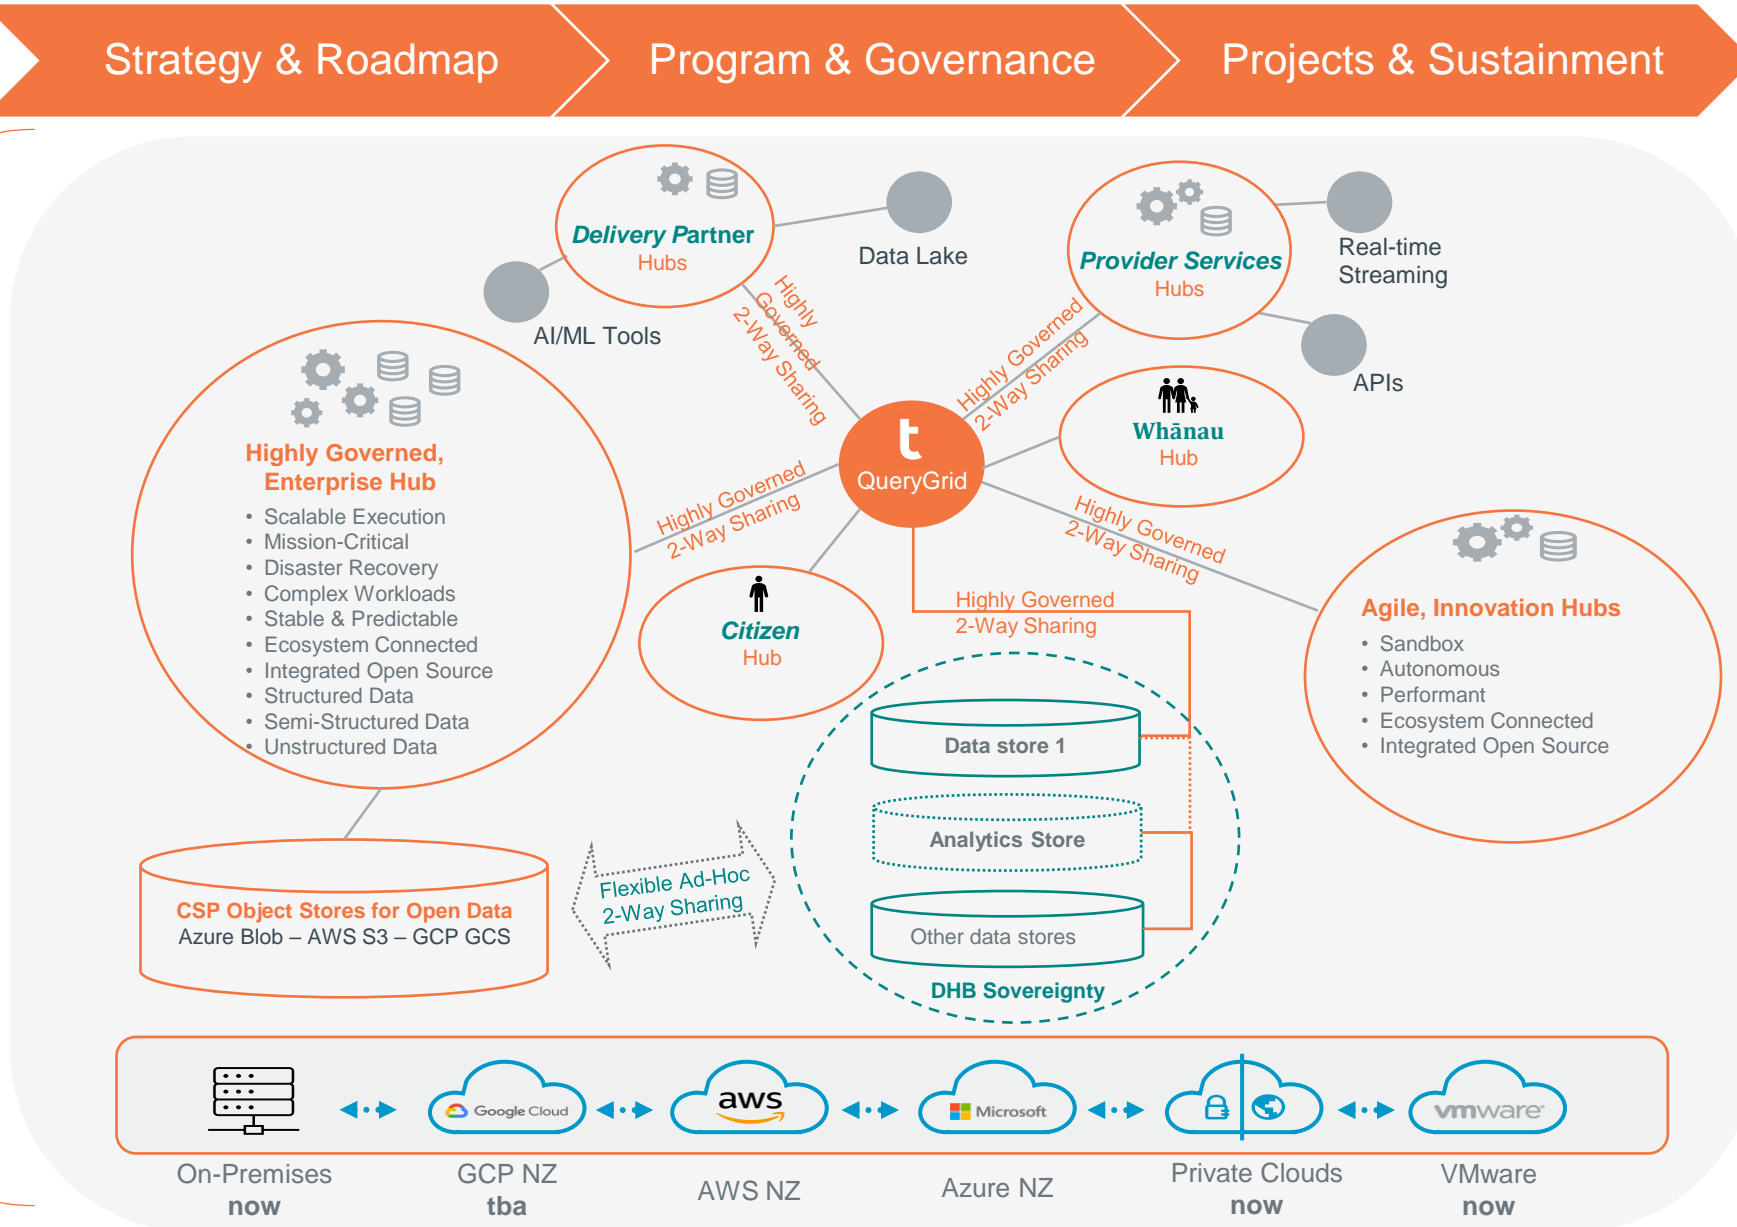 Strategy & Roadmap
Program & Governance
Projects & Sustainment
Delivery Partner
Hubs
Data Lake
AI/ML Tools
Provider Services
Hubs
Real-time
Streaming
APIs
Highly
Governed
2-Way Sharing
Highly Governed
2-Way Sharing
Whānau
Hub
t
QueryGrid
Highly Governed,
Enterprise Hub
• Scalable Execution
• Mission-Critical
• Disaster Recovery
• Complex Workloads
• Stable & Predictable
• Ecosystem Connected
• Integrated Open Source
• Structured Data
• Semi-Structured Data
• Unstructured Data
Highly Governed
2-Way Sharing
Highly Governed
2-Way Sharing
Citizen
Hub
Highly Governed
2-Way Sharing
Agile, Innovation Hubs
• Sandbox
• Autonomous
• Performant
• Ecosystem Connected
• Integrated Open Source
Data store 1
Analytics Store
Other data stores
DHB Sovereignty
Flexible Ad-Hoc
2-Way Sharing
CSP Object Stores for Open Data
Azure Blob – AWS S3 – GCP GCS
Google Cloud
aws
Microsoft
vmware®
On-Premises
now
GCP NZ
tba
AWS NZ
Azure NZ
Private Clouds
now
VMware
now